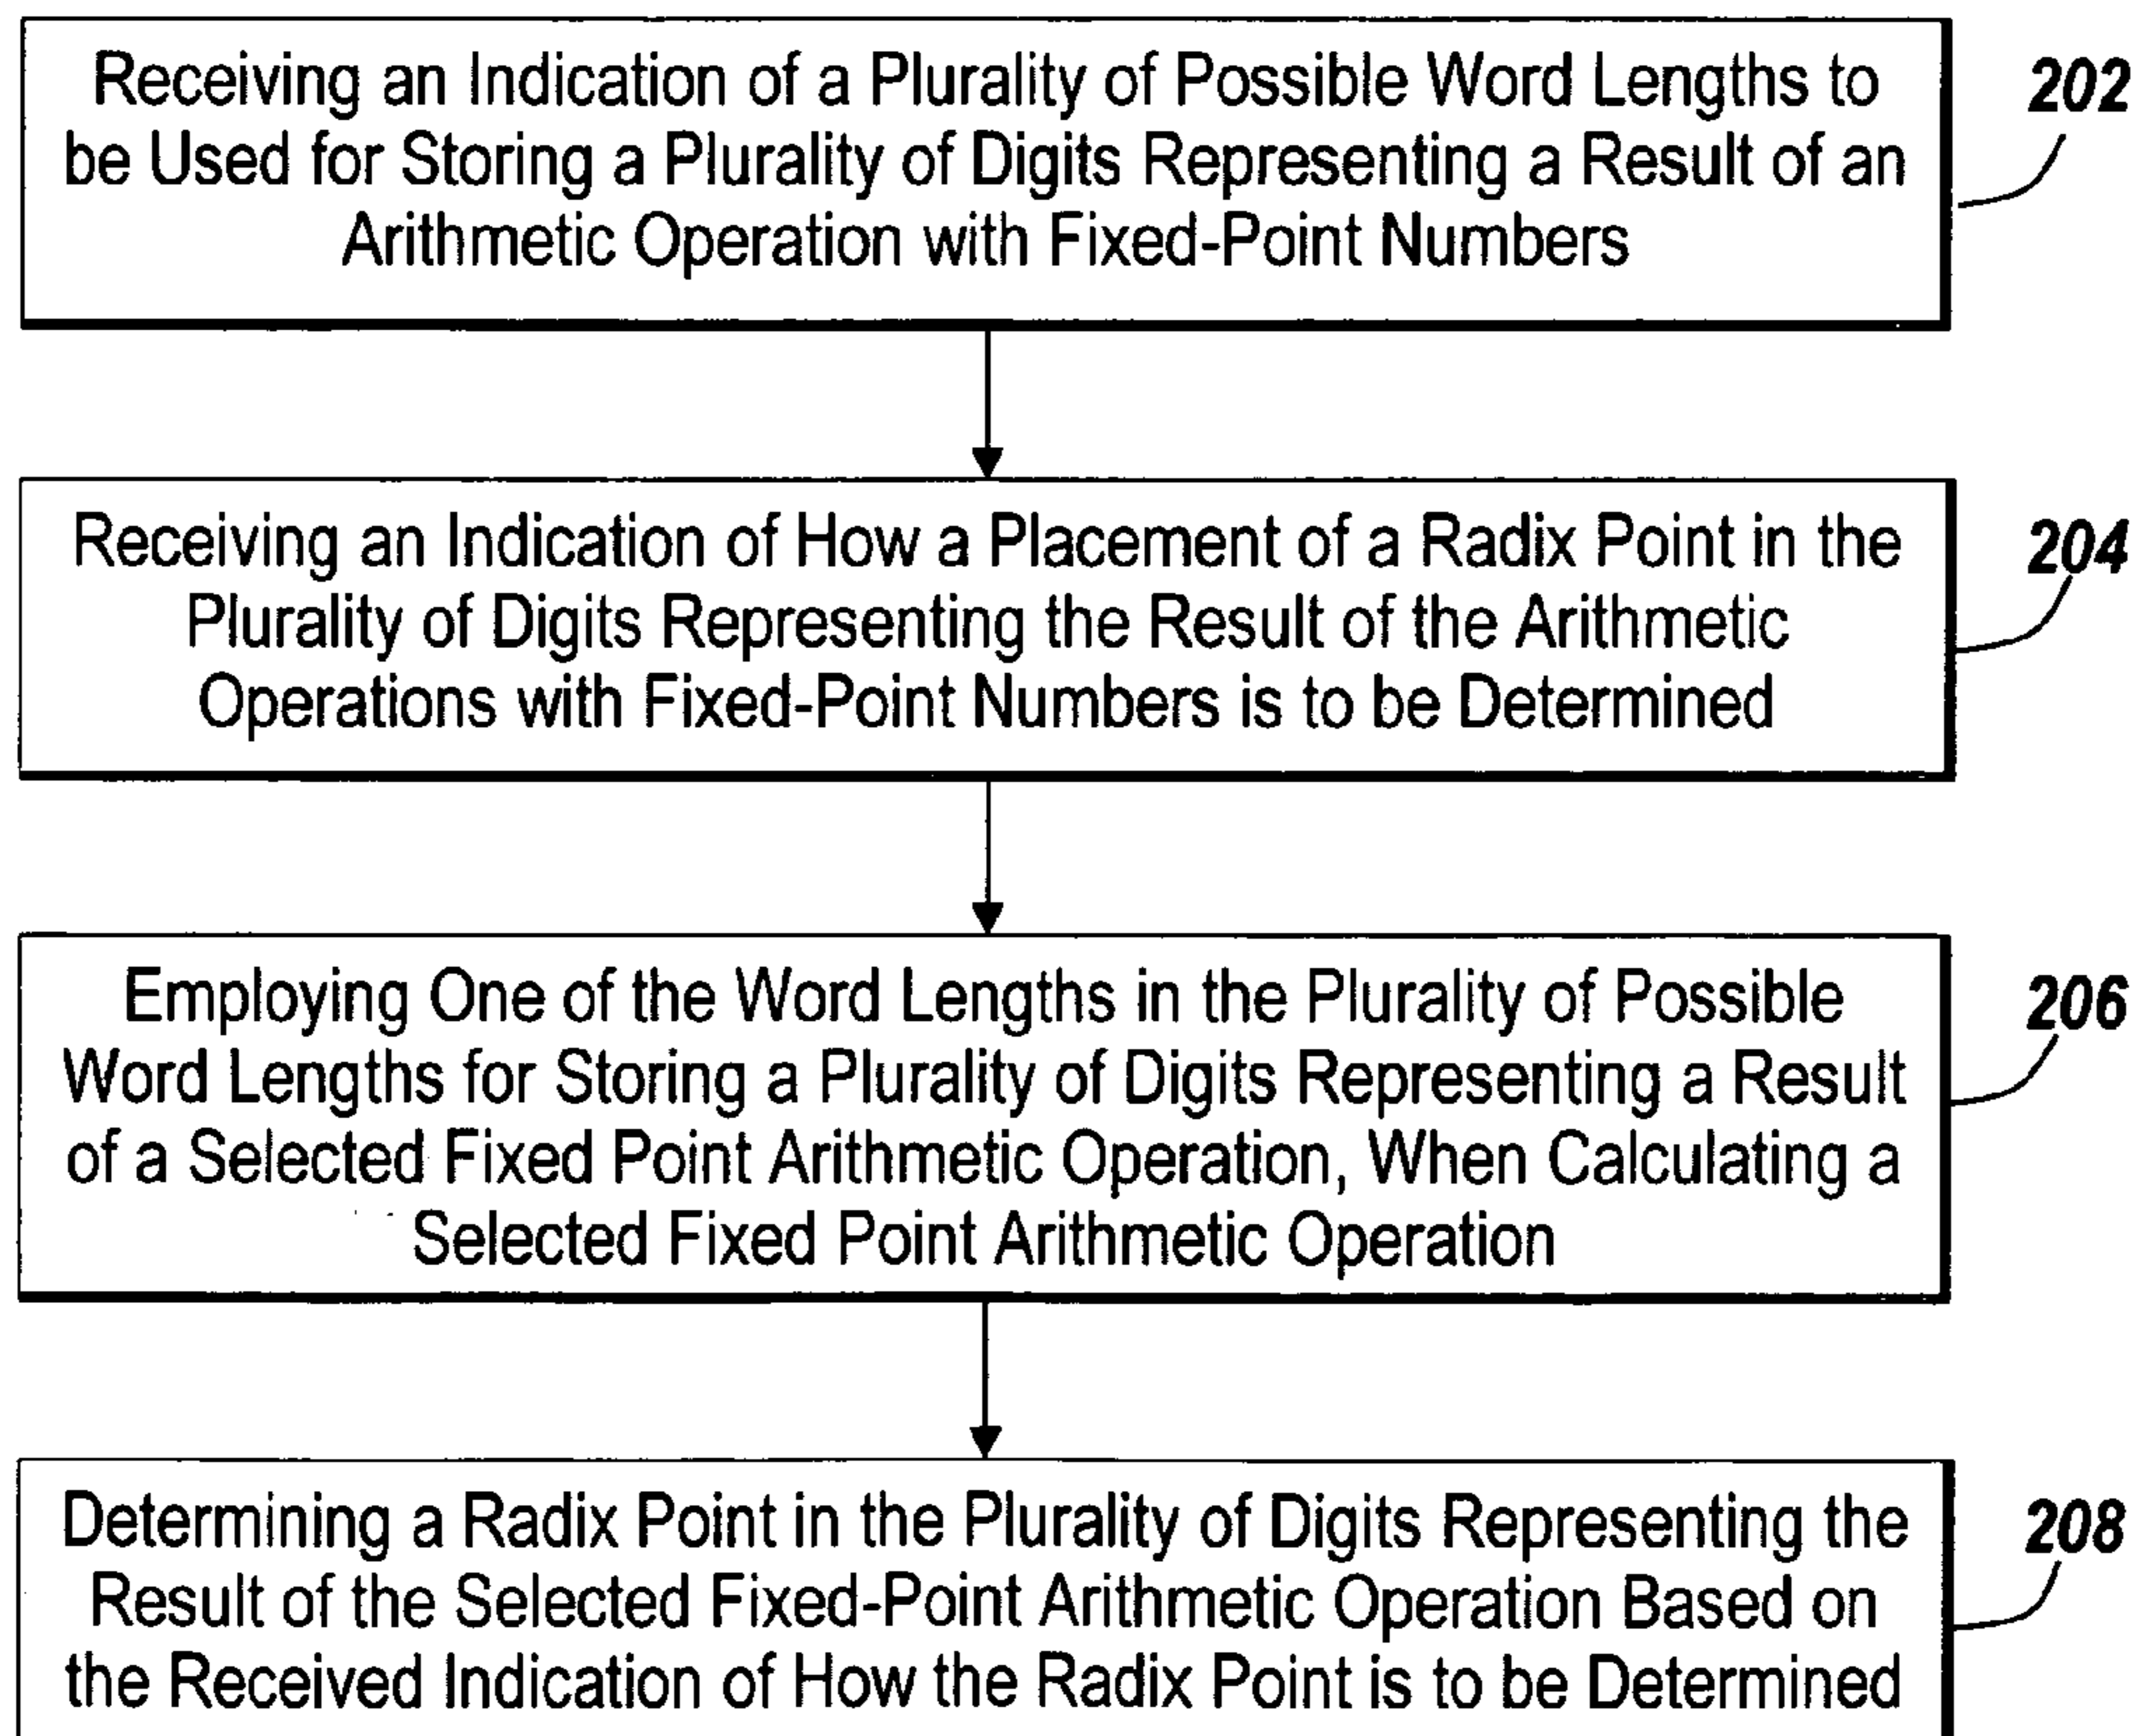 Receiving an Indication of a Plurality of Possible Word Lengths to
be Used for Storing a Plurality of Digits Representing a Result of an
Arithmetic Operation with Fixed-Point Numbers
202
Receiving an Indication of How a Placement of a Radix Point in the
Plurality of Digits Representing the Result of the Arithmetic
Operations with Fixed-Point Numbers is to be Determined
204
Employing One of the Word Lengths in the Plurality of Possible
Word Lengths for Storing a Plurality of Digits Representing a Result
of a Selected Fixed Point Arithmetic Operation, When Calculating a
Selected Fixed Point Arithmetic Operation
206
Determining a Radix Point in the Plurality of Digits Representing the
Result of the Selected Fixed-Point Arithmetic Operation Based on
the Received Indication of How the Radix Point is to be Determined
208